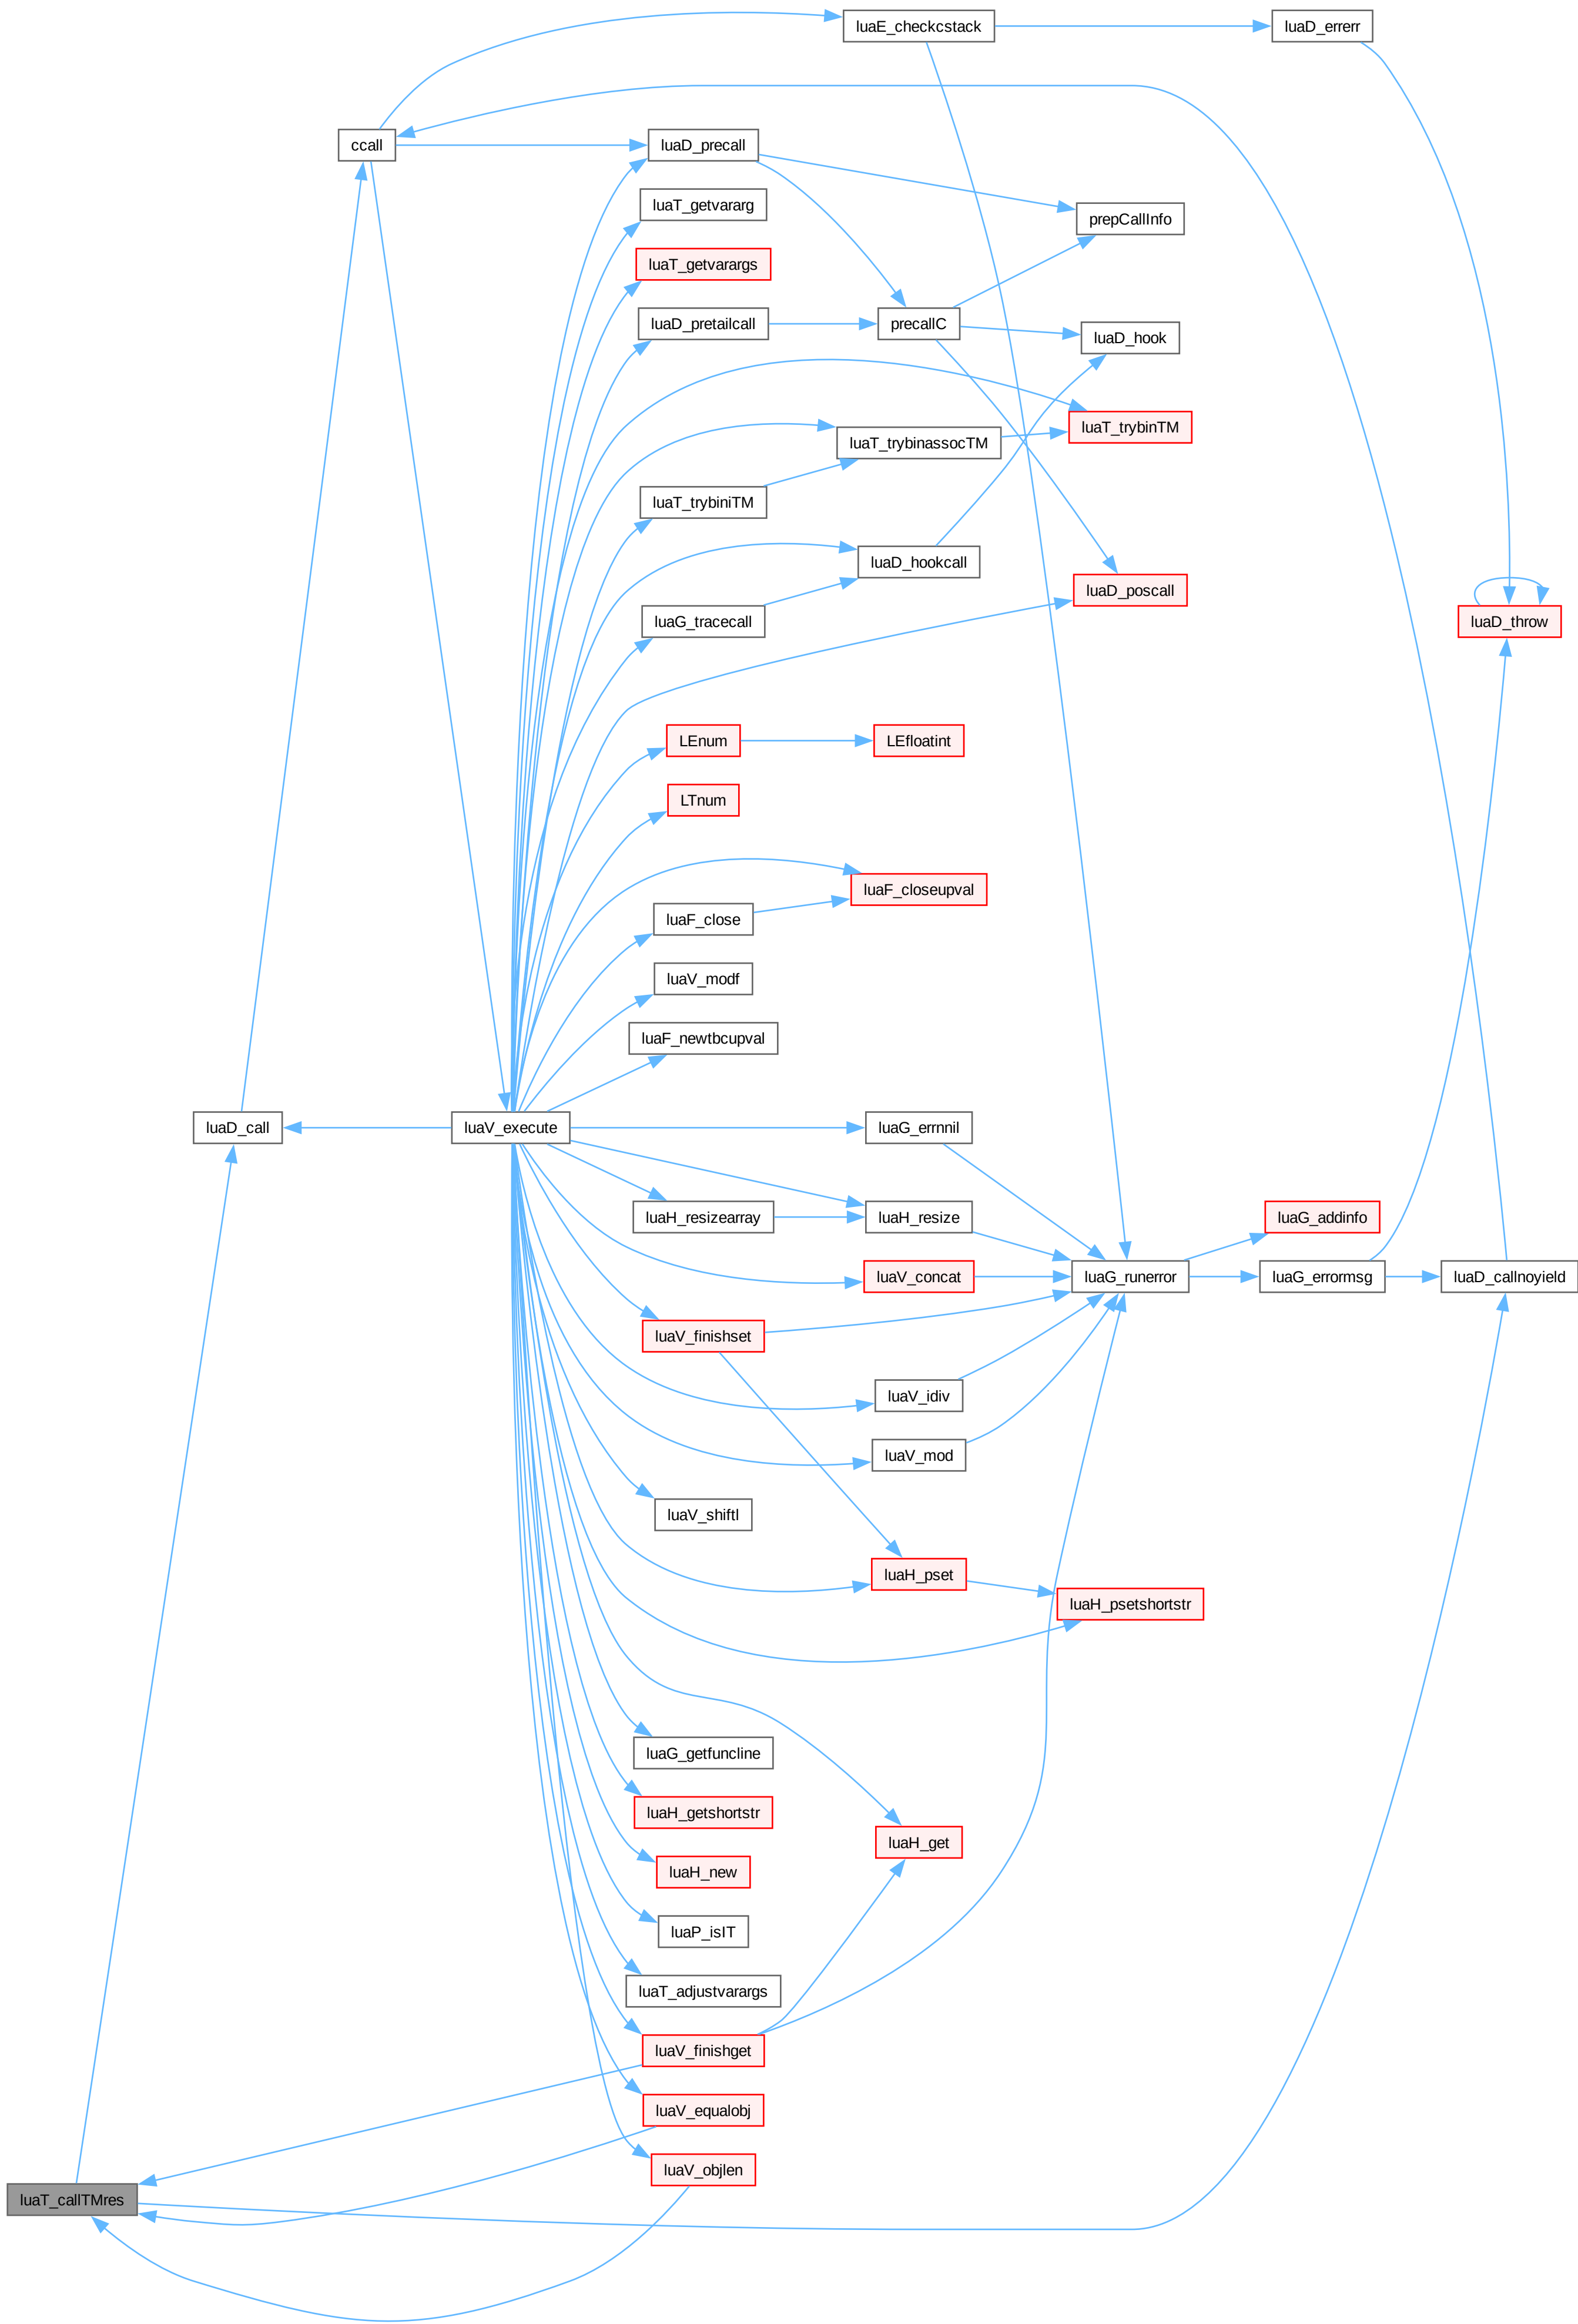 luaE_checkcstack
luaD_errerr
ccall
luaD_precall
luaT_getvararg
prepCallInfo
luaT_getvarargs
luaD_pretailcall
precallC
luaD_hook
luaT_trybinTM
luaT_trybinassocTM
luaT_trybiniTM
luaD_hookcall
luaD_poscall
luaG_tracecall
luaD_throw
LEnum
LEfloatint
LTnum
luaF_closeupval
luaF_close
luaV_modf
luaF_newtbcupval
luaD_call
luaV_execute
luaG_errnnil
luaH_resizearray
luaH_resize
luaG_addinfo
luaV_concat
luaG_runerror
luaG_errormsg
luaD_callnoyield
luaV_finishset
luaV_idiv
luaV_mod
luaV_shiftl
luaH_pset
luaH_psetshortstr
luaG_getfuncline
luaH_getshortstr
luaH_get
luaH_new
luaP_isIT
luaT_adjustvarargs
luaV_finishget
luaV_equalobj
luaV_objlen
luaT_callTMres